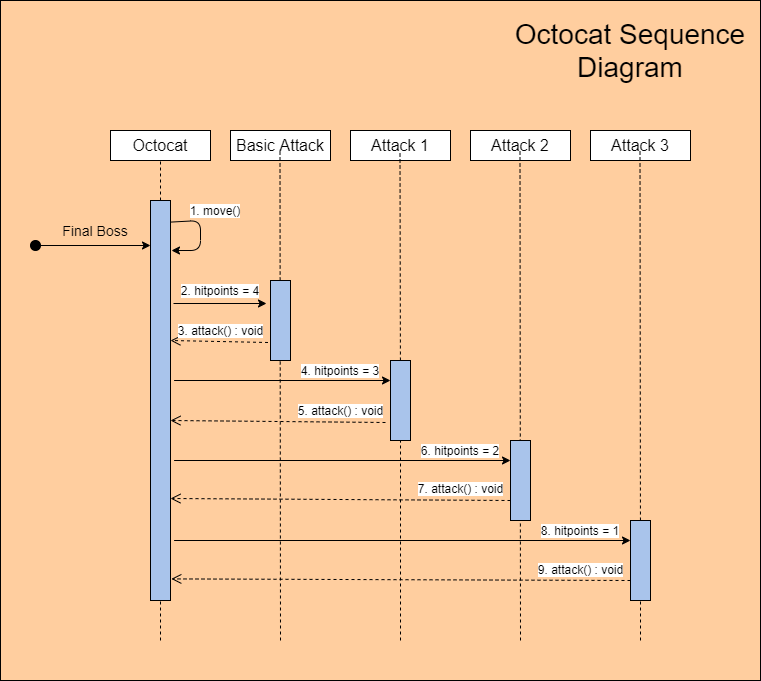 Octocat Sequence
Diagram
Octocat
Basic Attack
Attack 1
Attack 2
Attack 3
1. move()
Final Boss
2. hitpoints = 4
3. attack() : void
4. hitpoints = 3
5. attack() : void
6. hitpoints = 2
7. attack() : void
8. hitpoints = 1
9. attack() : void